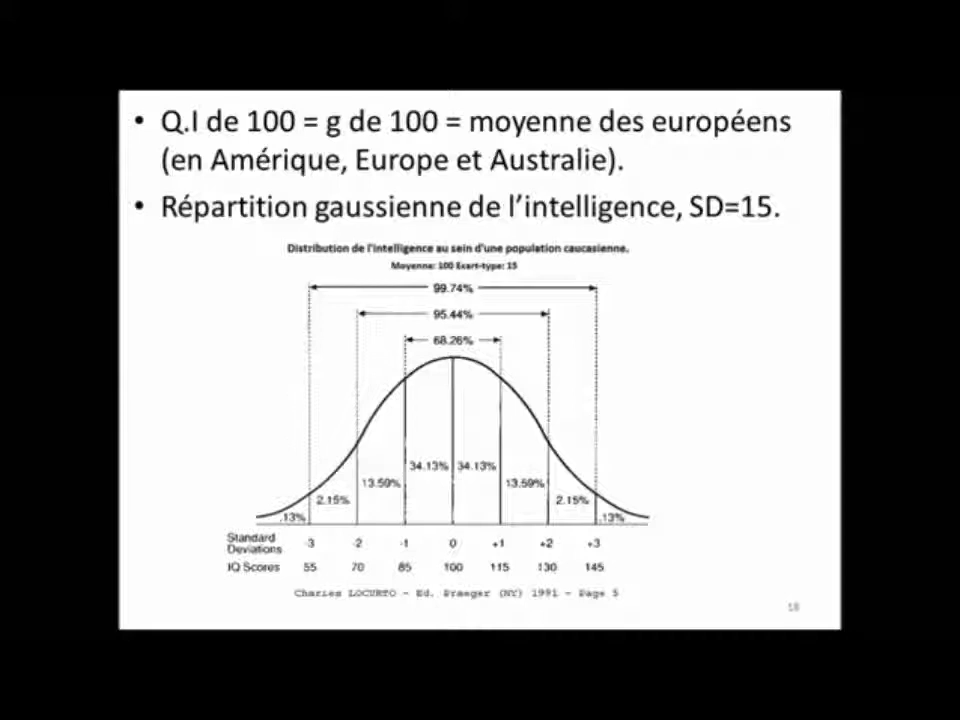 • Q.I de 100 = g de 100 = moyenne des européens
(en Amérique, Europe et Australie).
• Répartition gaussienne de l'intelligence, SD=15.
Distribution de l'intelligence au sein d'une population caucasienne.
Moyenne: 100 Ecart-type: 15
99.74%
95.44%
68.26%
34.13% 34.13%
13.59% 13.59%
2.15% 2.15%
.13% .13%
Standard
Deviations -3 -2 -1 0 +1 +2 +3
IQ Scores 55 70 85 100 115 130 145
Charles LOCURTO - Ed. Praeger (NY) 1991 - Page 5
18